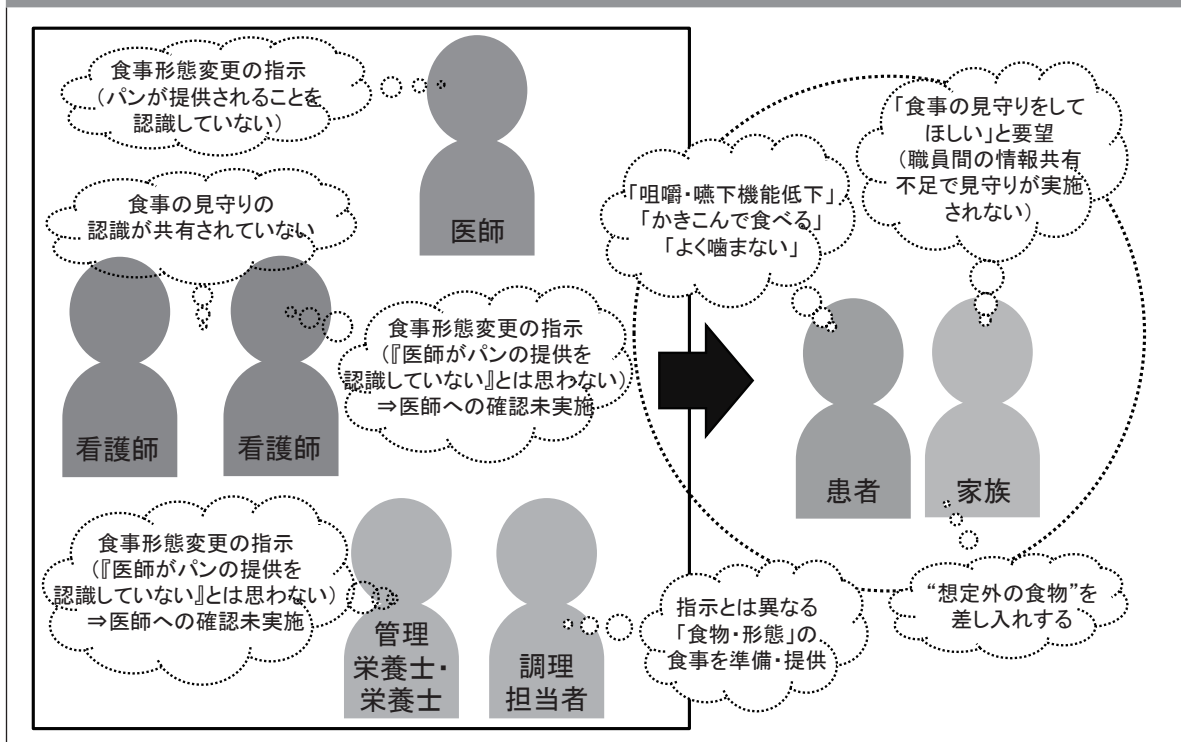 食事形態変更の指示
（パンが提供されることを
認識していない）
医師
食事の見守りの
認識が共有されていない
看護師
看護師
食事形態変更の指示
（『医師がパンの提供を
認識していない』とは思わない）
⇒医師への確認未実施
食事形態変更の指示
（『医師がパンの提供を
認識していない』とは思わない）
⇒医師への確認未実施
管理
栄養士・
栄養士
調理
担当者
指示とは異なる
「食物・形態」の
食事を準備・提供
「咀嚼・嚥下機能低下」
「かきこんで食べる」
「よく噛まない」
患者
「食事の見守りをして
ほしい」と要望
（職員間の情報共有
不足で見守りが実施
されない）
家族
“想定外の食物”を
差し入れする